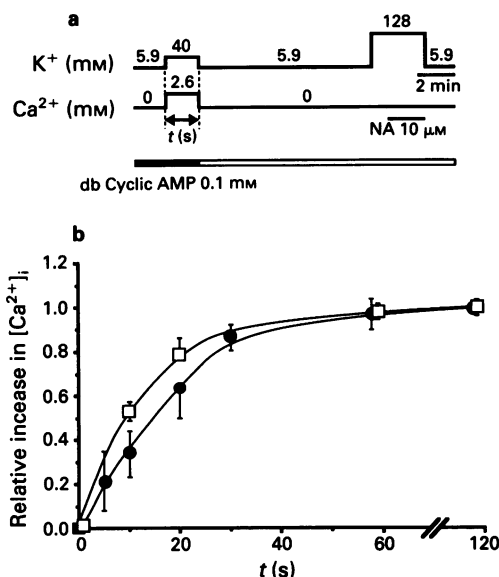 a
K+ (mM) 5.9 40 5.9 128 5.9
2 min
Ca2+ (mM) 0 2.6 0
t (s)
NA 10 μM
db Cyclic AMP 0.1 mM
b
Relative incease in [Ca2+]i
1.2
1.0
0.8
0.6
0.4
0.2
0.0
0 20 40 60 120
t (s)